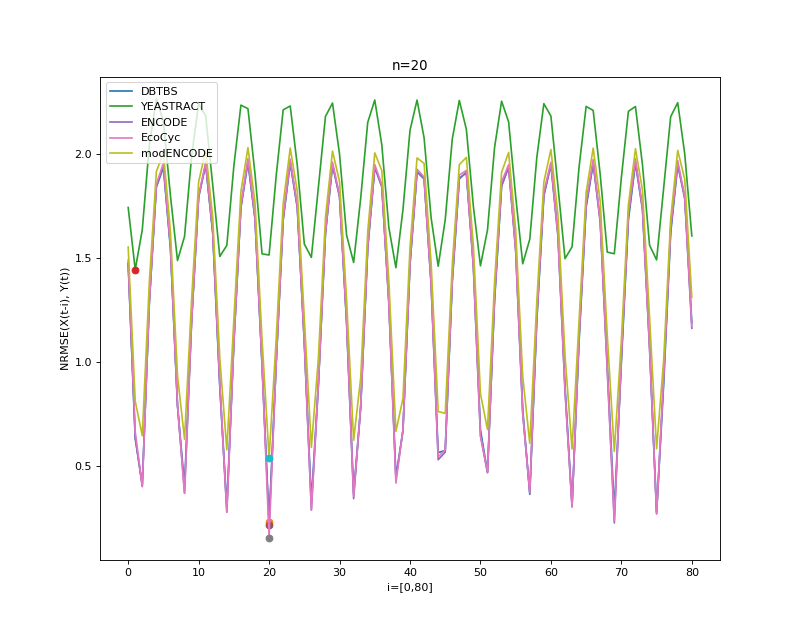 n=20
DBTBS
YEASTRACT
ENCODE
EcoCyc
modENCODE
NRMSE(X(t-i), Y(t))
2.0
1.5
1.0
0.5
0 10 20 30 40 50 60 70 80
i=[0,80]